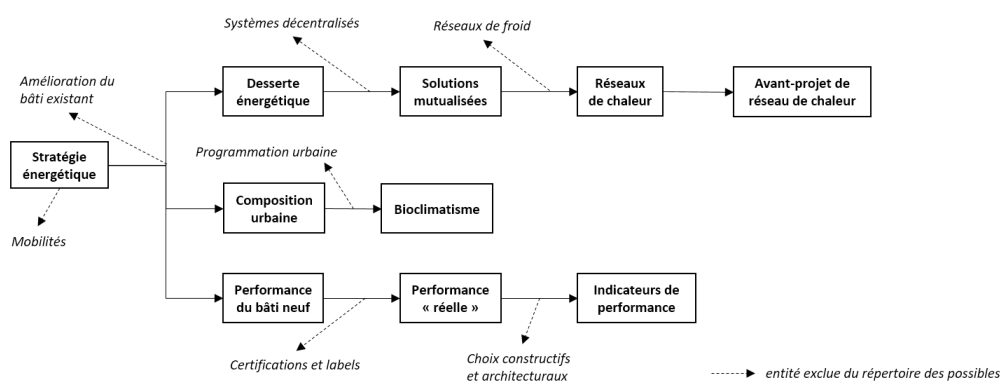 Systèmes décentralisés
Réseaux de froid
Amélioration du
bâti existant
Desserte
énergétique
Solutions
mutualisées
Réseaux
de chaleur
Avant-projet de
réseau de chaleur
Stratégie
énergétique
Programmation urbaine
Composition
urbaine
Bioclimatisme
Mobilités
Performance
du bâti neuf
Performance
« réelle »
Indicateurs de
performance
Certifications et labels
Choix constructifs
et architecturaux
entité exclue du répertoire des possibles